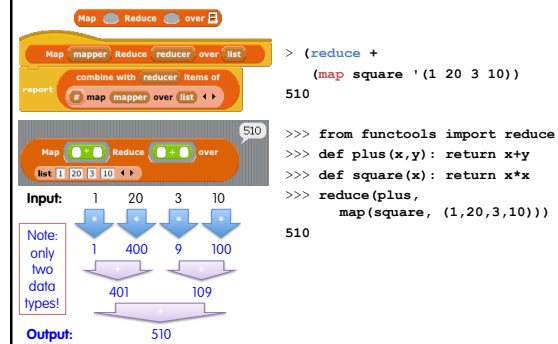 Map Reduce over
Map mapper Reduce reducer over list
report
combine with reducer items of
# map mapper over list
510
Map * Reduce + over
list 1 20 3 10
Input: 1 20 3 10
* * * *
Note:
only
two
data
types!
1 400 9 100
+ +
401 109
+
Output: 510
> (reduce +
(map square '(1 20 3 10))
510
>>> from functools import reduce
>>> def plus(x,y): return x+y
>>> def square(x): return x*x
>>> reduce(plus,
map(square, (1,20,3,10)))
510